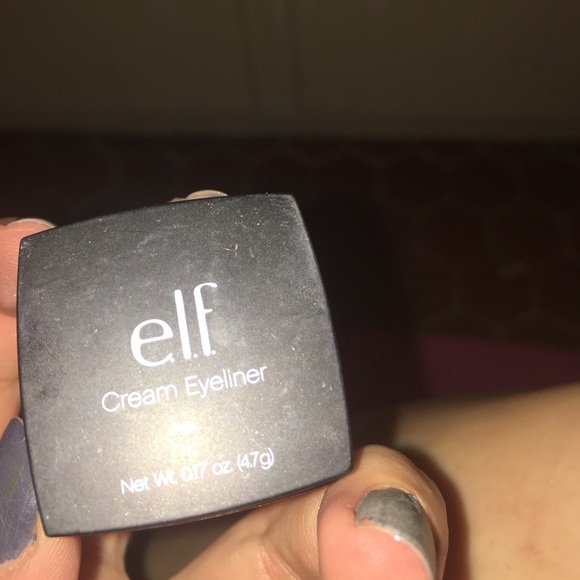 e.l.f.
Cream Eyeliner
Net Wt. 0.17 oz. (4.7g)